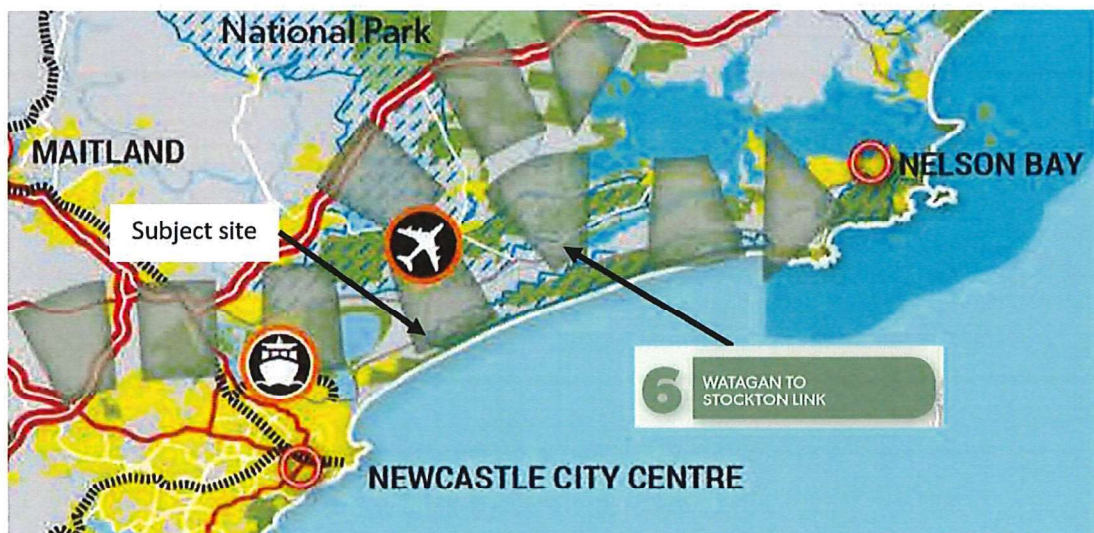 National Park
MAITLAND
NELSON BAY
Subject site
6
WATAGAN TO
STOCKTON LINK
NEWCASTLE CITY CENTRE